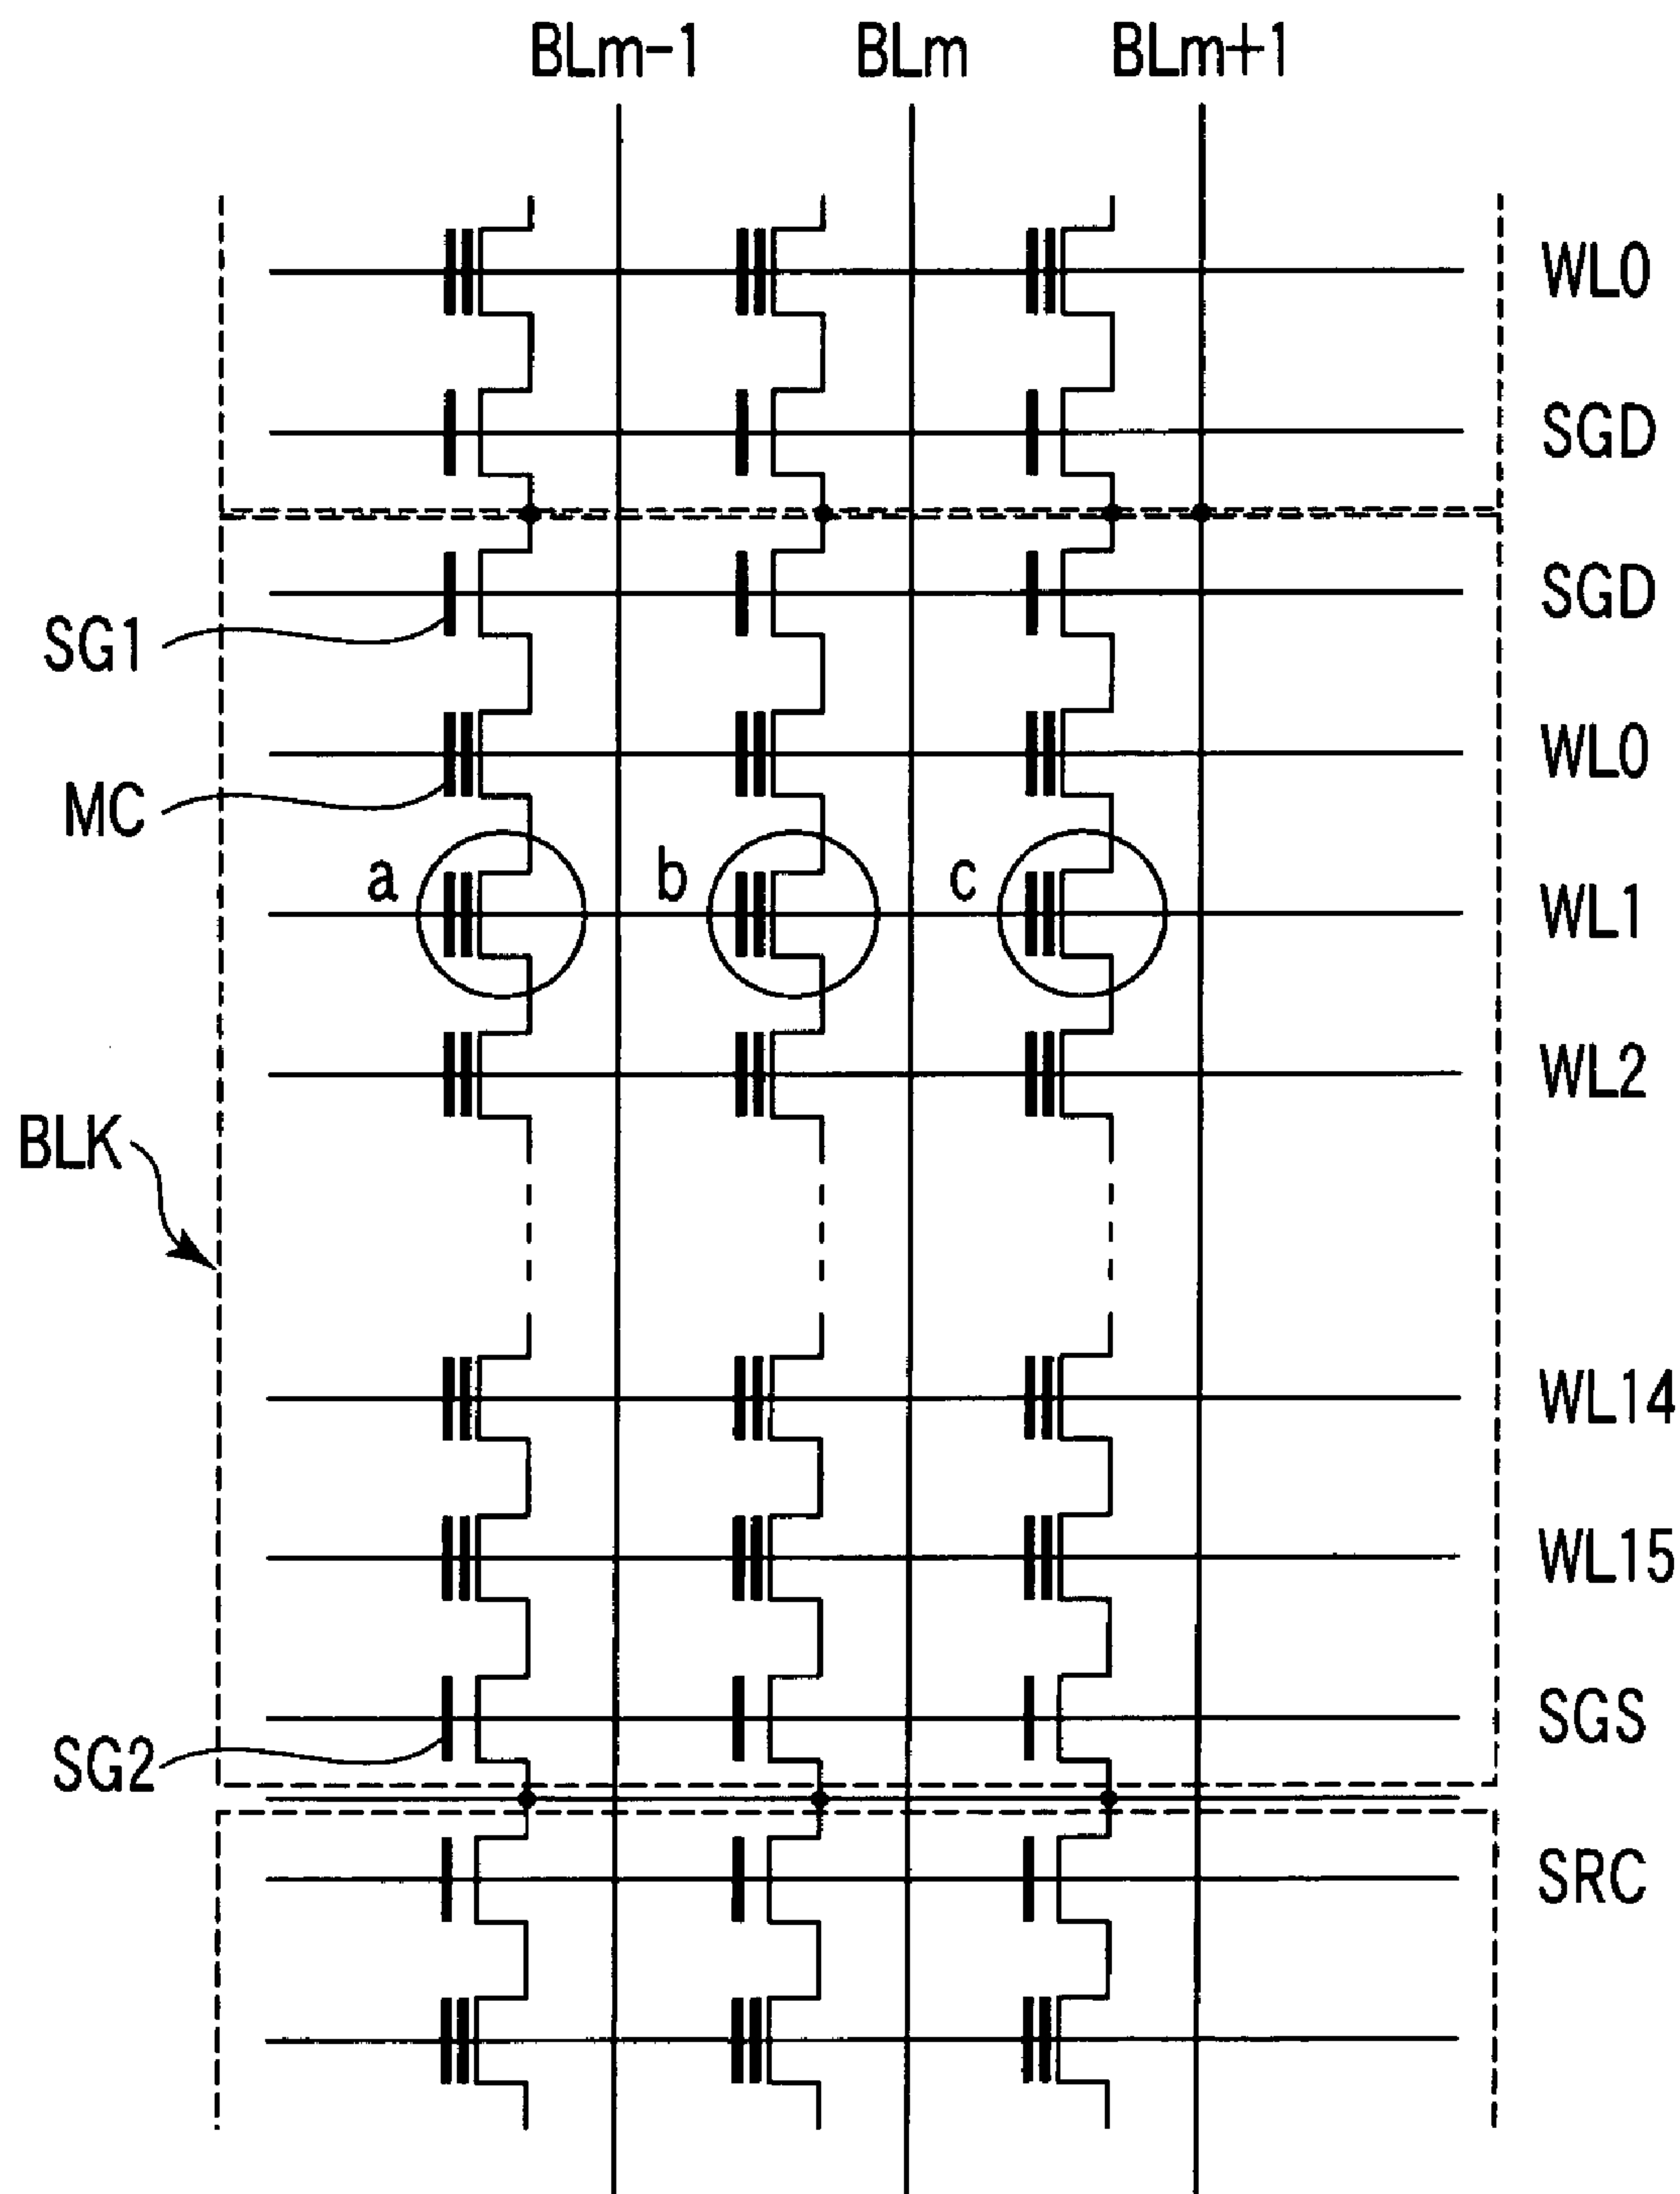 BLm-1 BLm BLm+1
WL0
SGD
SGD
SG1
WL0
MC
a b c WL1
WL2
BLK
WL14
WL15
SGS
SG2
SRC